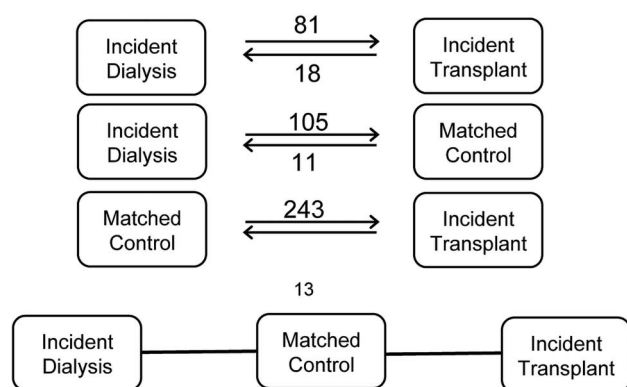 81
Incident
Dialysis
Incident
Transplant
18
105
Incident
Dialysis
Matched
Control
11
243
Matched
Control
Incident
Transplant
13
Incident
Dialysis
Matched
Control
Incident
Transplant